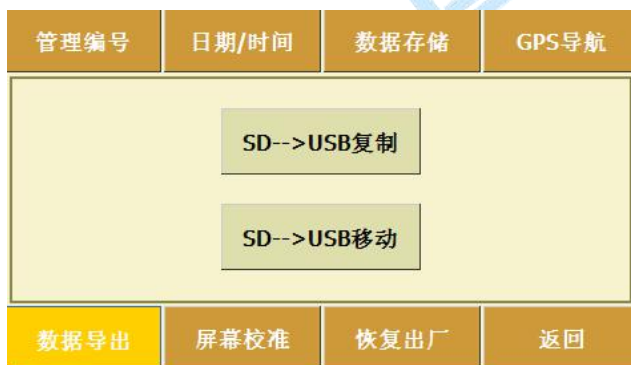 管理编号 日期/时间 数据存储 GPS导航
SD-->USB复制
SD-->USB移动
数据导出 屏幕校准 恢复出厂 返回